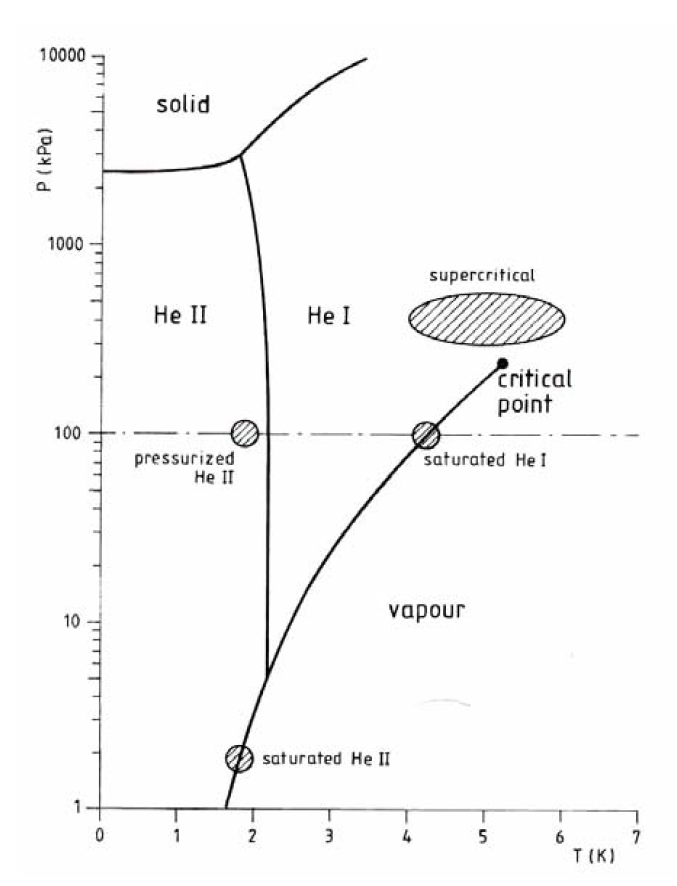 10000
solid
P (kPa)
1000
supercritical
He II
He I
critical
point
100
pressurized
He II
saturated He I
10
vapour
saturated He II
1
0 1 2 3 4 5 6 7
T (K)